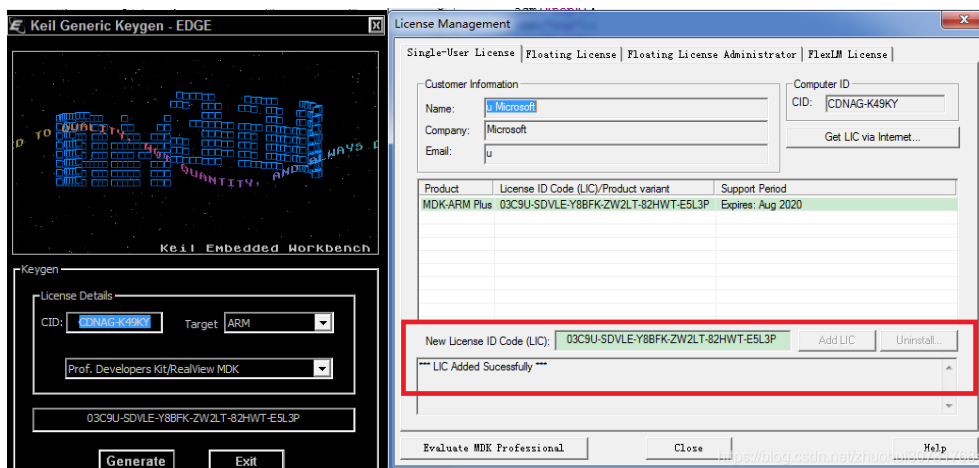 Keil Generic Keygen - EDGE
D TO QUALITY, NOT QUANTITY, AND ALWAYS D
Keil Embedded Workbench
Keygen
License Details
CID: CDNAG-K49KY Target ARM
Prof. Developers Kit/RealView MDK
03C9U-SDVLE-Y8BFK-ZW2LT-82HWT-E5L3P
Generate Exit
License Management
Single-User License Floating License Floating License Administrator FlexLM License
Customer Information
Name: u Microsoft
Company: Microsoft
Email: u
Computer ID
CID: CDNAG-K49KY
Get LIC via Internet...
Product License ID Code (LIC)/Product variant Support Period
MDK-ARM Plus 03C9U-SDVLE-Y8BFK-ZW2LT-82HWT-E5L3P Expires: Aug 2020
New License ID Code (LIC): 03C9U-SDVLE-Y8BFK-ZW2LT-82HWT-E5L3P Add LIC Uninstall...
*** LIC Added Sucessfully ***
Evaluate MDK Professional Close Help